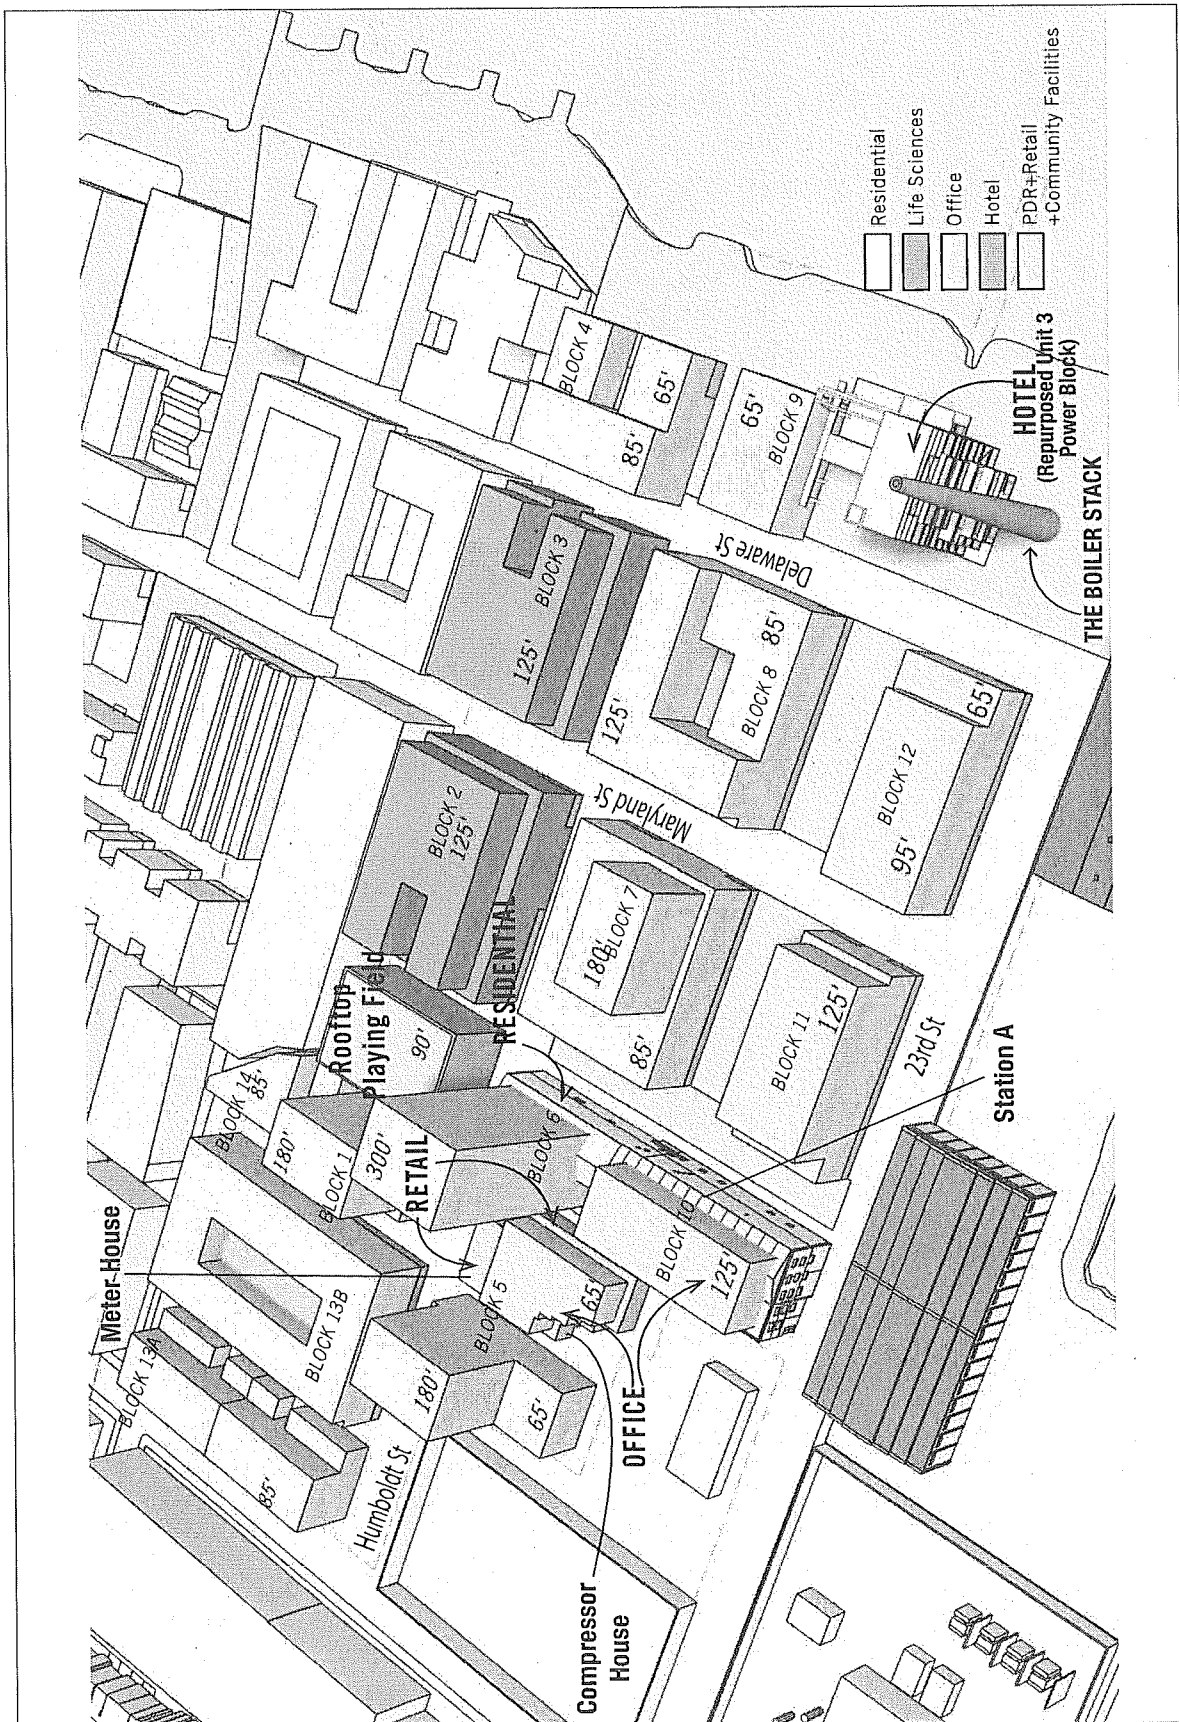 Meter House
BLOCK 13A
85'
BLOCK 13B
Humboldt St
BLOCK 14
85'
180'
BLOCK 1
300'
Rooftop
Playing Field
90'
RETAIL
BLOCK 5
180'
65'
65'
BLOCK 6
RESIDENTIAL
OFFICE
Compressor
House
BLOCK 10
125'
Station A
BLOCK 2
125'
BLOCK 3
125'
BLOCK 4
85'
65'
Maryland St
Delaware St
BLOCK 7
180'
85'
125'
BLOCK 8
85'
65'
BLOCK 9
BLOCK 11
125'
BLOCK 12
95'
65'
23rd St
HOTEL
(Repurposed Unit 3
Power Block)
THE BOILER STACK
Residential
Life Sciences
Office
Hotel
PDR+Retail
+Community Facilities